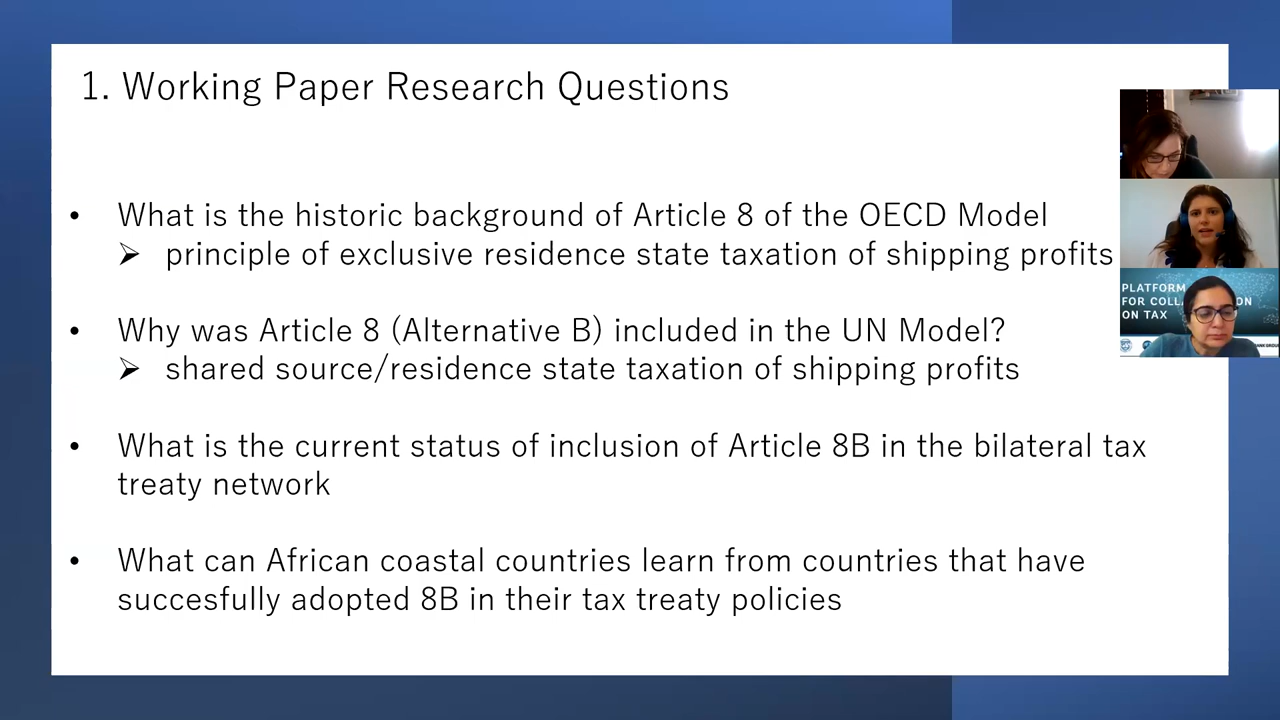 1. Working Paper Research Questions
• What is the historic background of Article 8 of the OECD Model
➢ principle of exclusive residence state taxation of shipping profits
• Why was Article 8 (Alternative B) included in the UN Model?
➢ shared source/residence state taxation of shipping profits
• What is the current status of inclusion of Article 8B in the bilateral tax
treaty network
• What can African coastal countries learn from countries that have
succesfully adopted 8B in their tax treaty policies
PLATFORM
FOR COLL ON
ON TAX